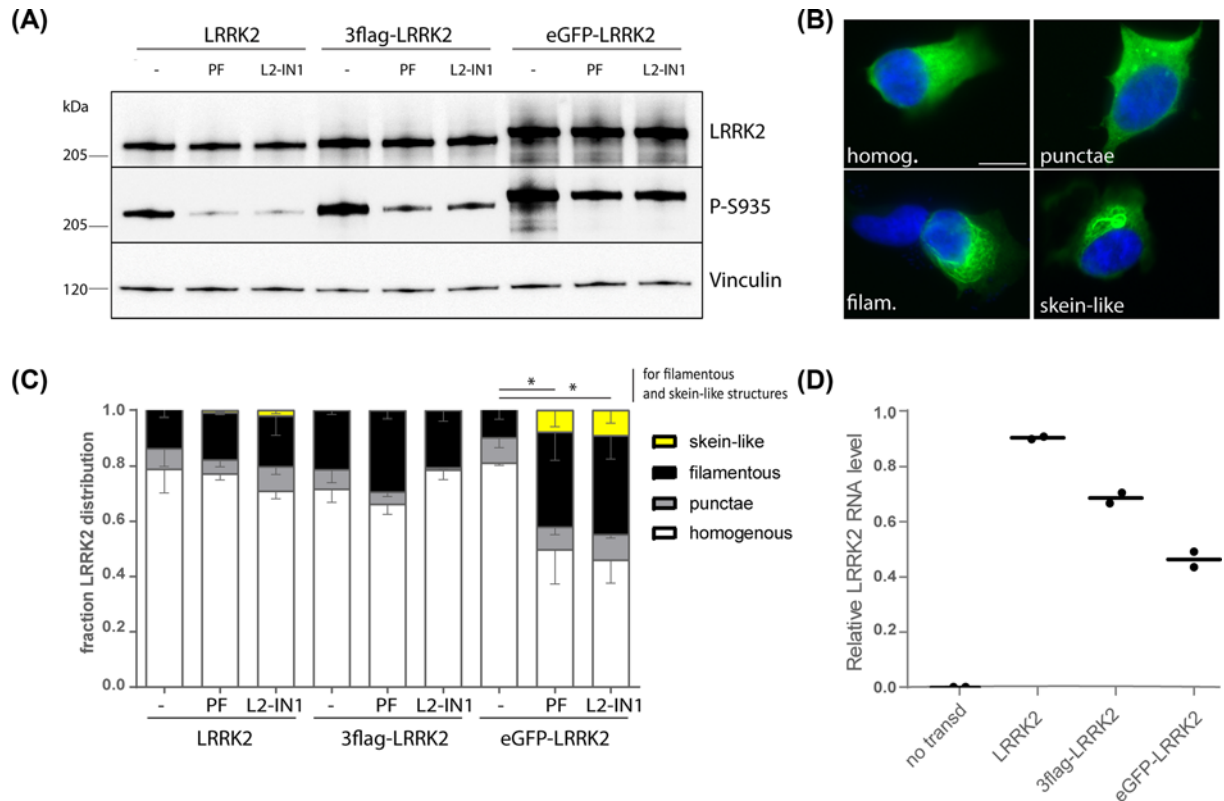 (A)
LRRK2 3flag-LRRK2 eGFP-LRRK2
- PF L2-IN1 - PF L2-IN1 - PF L2-IN1
kDa
205
LRRK2
205
P-S935
120
Vinculin
(B)
homog.
punctae
filam.
skein-like
(C)
* *
for filamentous
and skein-like structures
fraction LRRK2 distribution
1.0
0.8
0.6
0.4
0.2
0.0
skein-like
filamentous
punctae
homogenous
- PF L2-IN1 - PF L2-IN1 - PF L2-IN1
LRRK2 3flag-LRRK2 eGFP-LRRK2
(D)
Relative LRRK2 RNA level
1.0
0.8
0.6
0.4
0.2
0.0
no transd
LRRK2
3flag-LRRK2
eGFP-LRRK2